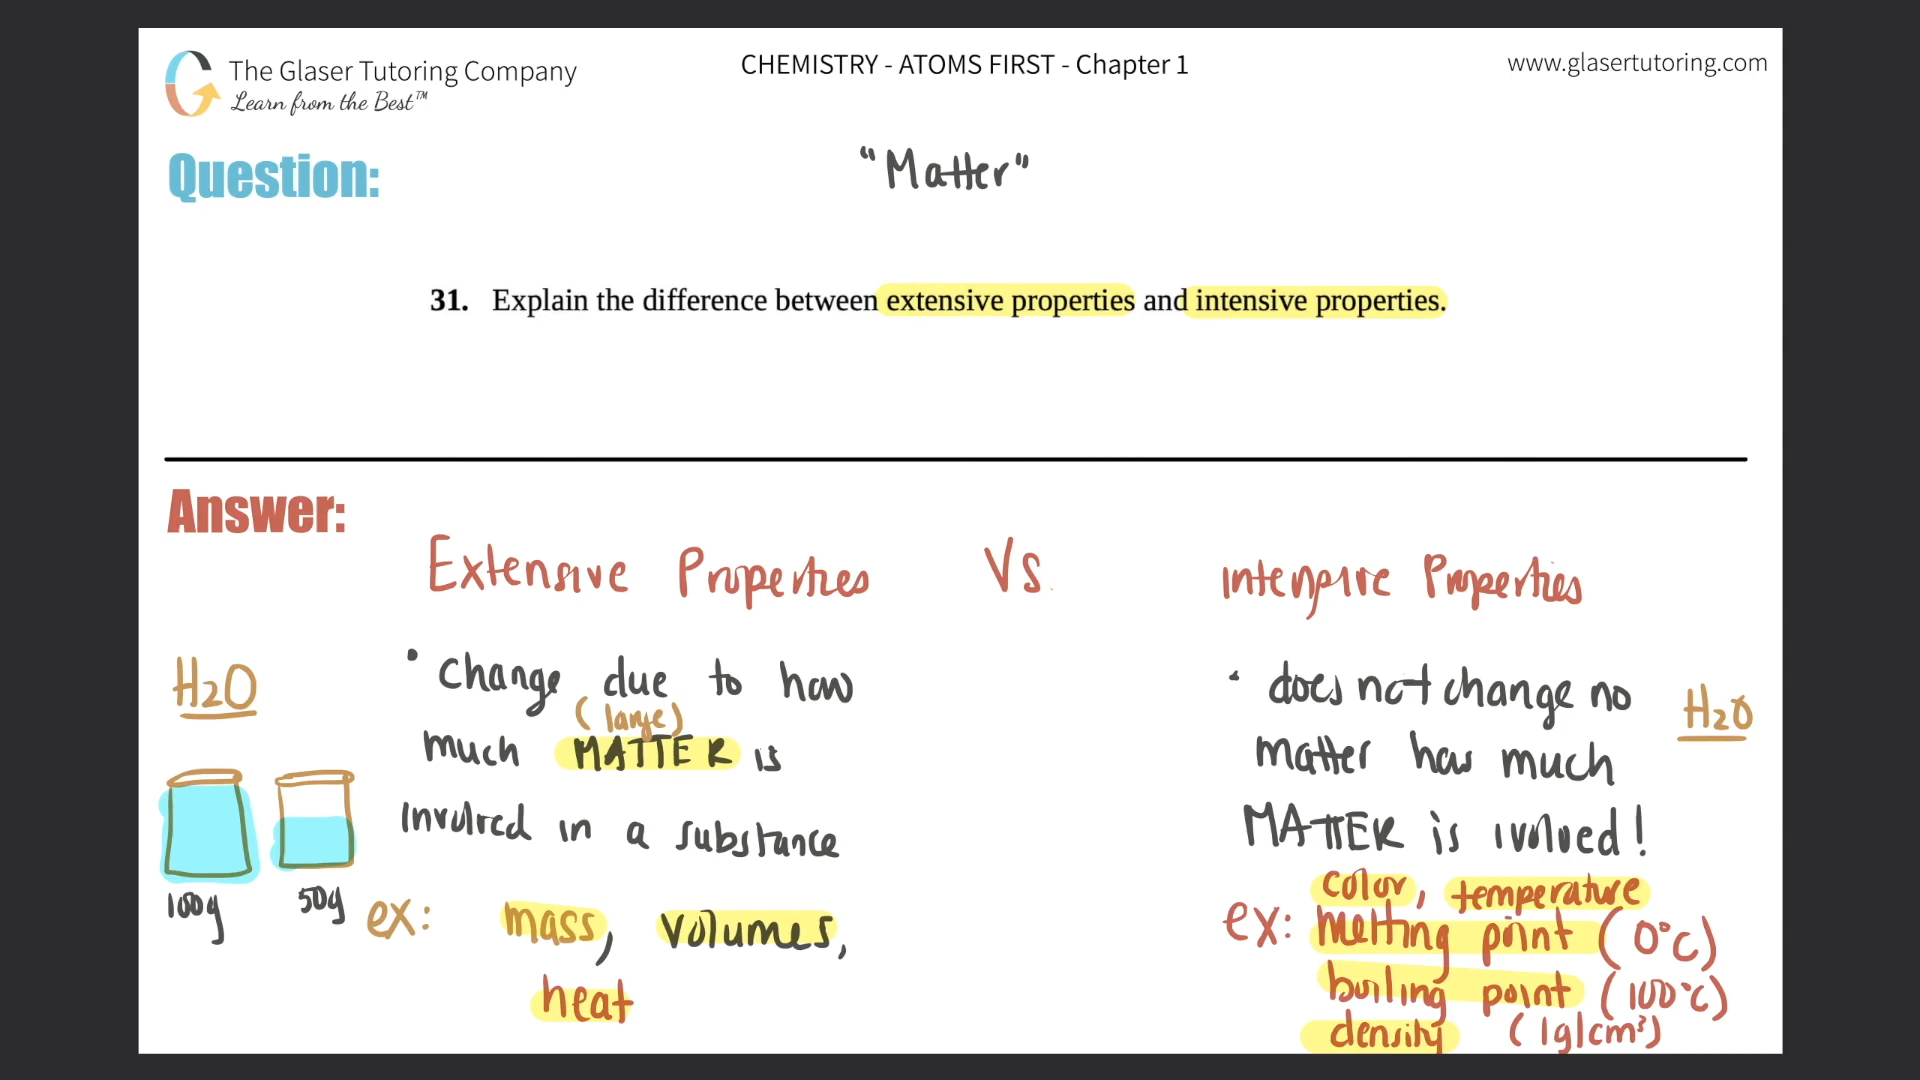 The Glaser Tutoring Company
Learn from the Best™
CHEMISTRY - ATOMS FIRST - Chapter 1
www.glasertutoring.com
Question:
"Matter"
31. Explain the difference between extensive properties and intensive properties.
Answer:
Extensive Properties Vs. intensive Properties
H2O
• change due to how
(large)
much MATTER is
involved in a substance
100g
50g
ex: mass, volumes,
heat
• does not change no
matter how much
MATTER is ivolved!
H2O
color, temperature
ex: melting point (0°C)
boiling point (100°C)
density (1g/cm³)